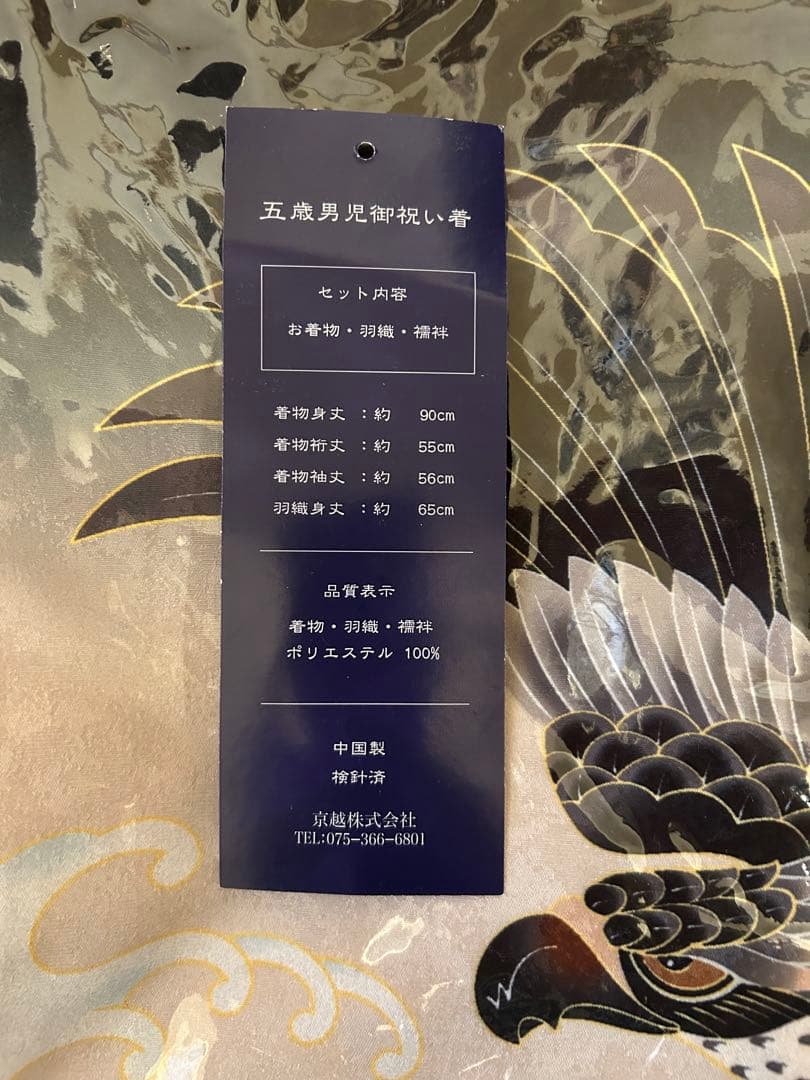 五歳男児御祝い着
セット内容
お着物・羽織・襦袢
着物身丈 : 約 90cm
着物裄丈 : 約 55cm
着物袖丈 : 約 56cm
羽織身丈 : 約 65cm
品質表示
着物・羽織・襦袢
ポリエステル 100%
中国製
検針済
京越株式会社
TEL:075-366-6801